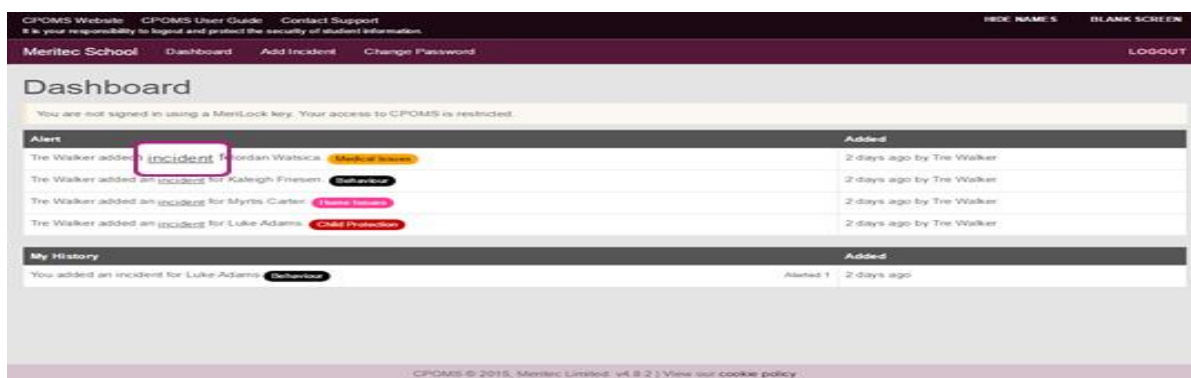 CPOMS Website CPOMS User Guide Contact Support HIDE NAMES BLANK SCREEN
It is your responsibility to logout and protect the security of student information.
Meritec School Dashboard Add Incident Change Password LOGOUT
Dashboard
You are not signed in using a MeriLock key. Your access to CPOMS is restricted.
Alert Added
Tre Walker added incident Jordan Watsica. Medical Issues 2 days ago by Tre Walker
Tre Walker added an incident for Kaleigh Friesen. Behaviour 2 days ago by Tre Walker
Tre Walker added an incident for Myrtis Carter. Home Issues 2 days ago by Tre Walker
Tre Walker added an incident for Luke Adams. Child Protection 2 days ago by Tre Walker
My History Added
You added an incident for Luke Adams Behaviour Alerted 1 2 days ago
CPOMS © 2015, Meritec Limited. v4.8.2 | View our cookie policy